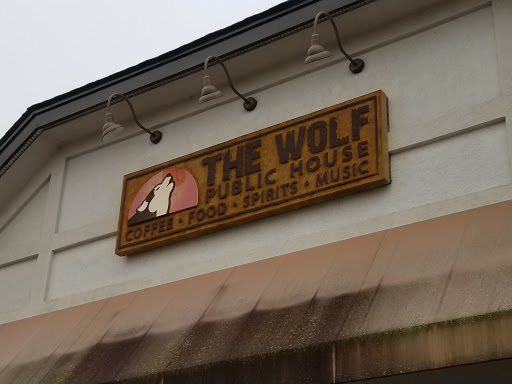 THE WOLF
PUBLIC HOUSE
COFFEE • FOOD • SPIRITS • MUSIC